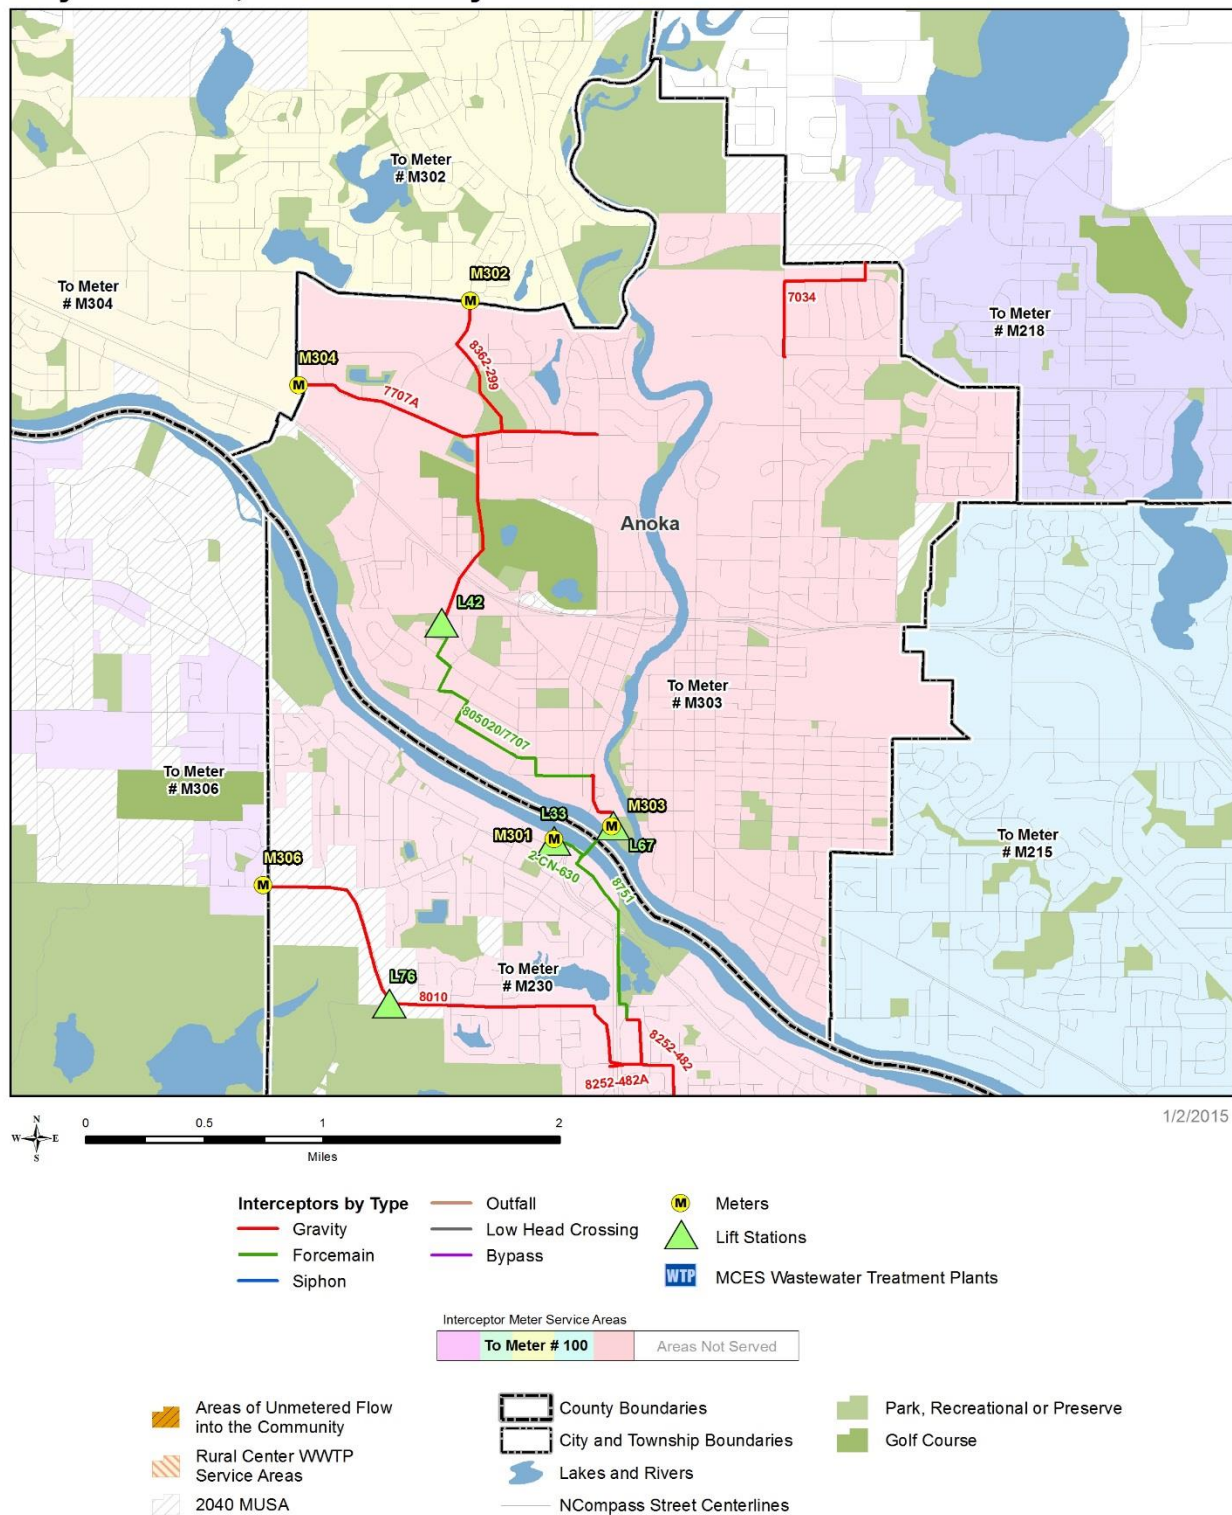 To Meter
# M302
To Meter
# M304
M302
7034
To Meter
# M218
M304
8362-299
7707A
Anoka
L42
To Meter
# M303
805020/7707
To Meter
# M306
M303
L33
M301
L67
2-CN-630
8751
To Meter
# M215
M306
To Meter
# M230
L76
8010
8252-482
8252-482A
1/2/2015
N
W E
S
0 0.5 1 2
Miles
Interceptors by Type
Gravity
Forcemain
Siphon
Outfall
Low Head Crossing
Bypass
M Meters
Lift Stations
WTP MCES Wastewater Treatment Plants
Interceptor Meter Service Areas
To Meter # 100 Areas Not Served
Areas of Unmetered Flow
into the Community
Rural Center WWTP
Service Areas
2040 MUSA
County Boundaries
City and Township Boundaries
Lakes and Rivers
NCompass Street Centerlines
Park, Recreational or Preserve
Golf Course